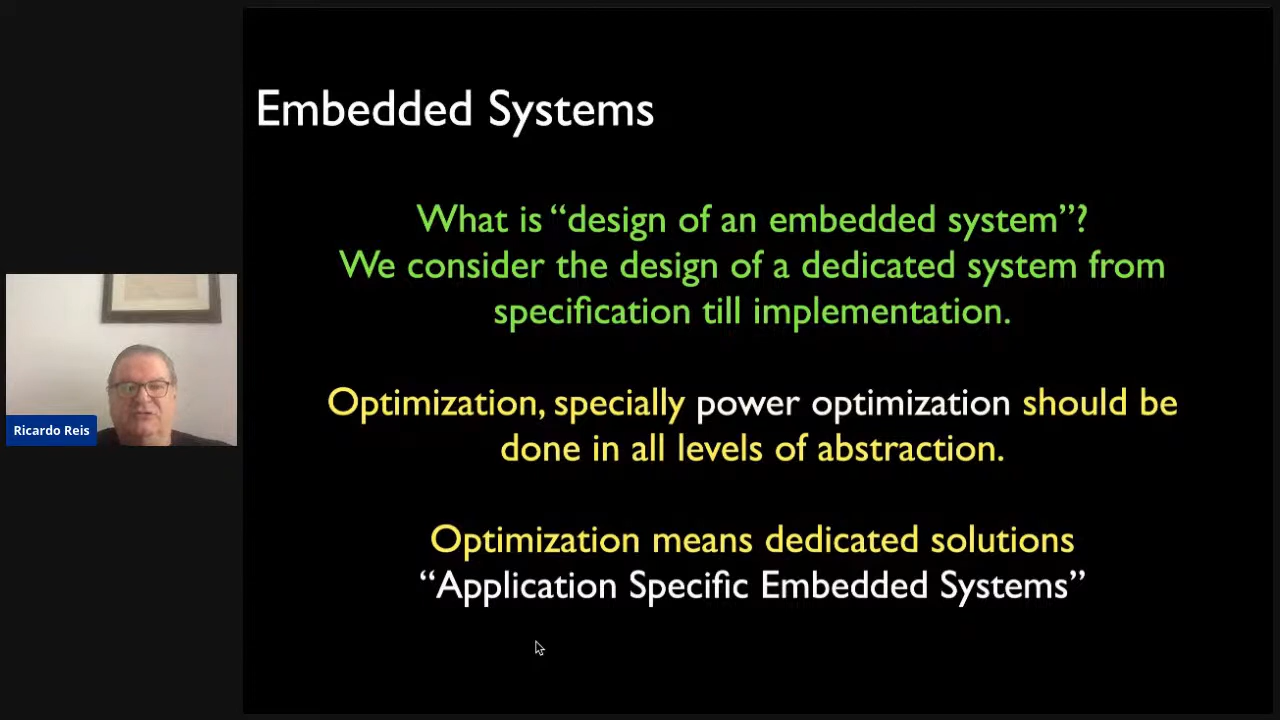 Embedded Systems
What is “design of an embedded system”?
We consider the design of a dedicated system from
specification till implementation.
Optimization, specially power optimization should be
done in all levels of abstraction.
Optimization means dedicated solutions
“Application Specific Embedded Systems”
Ricardo Reis